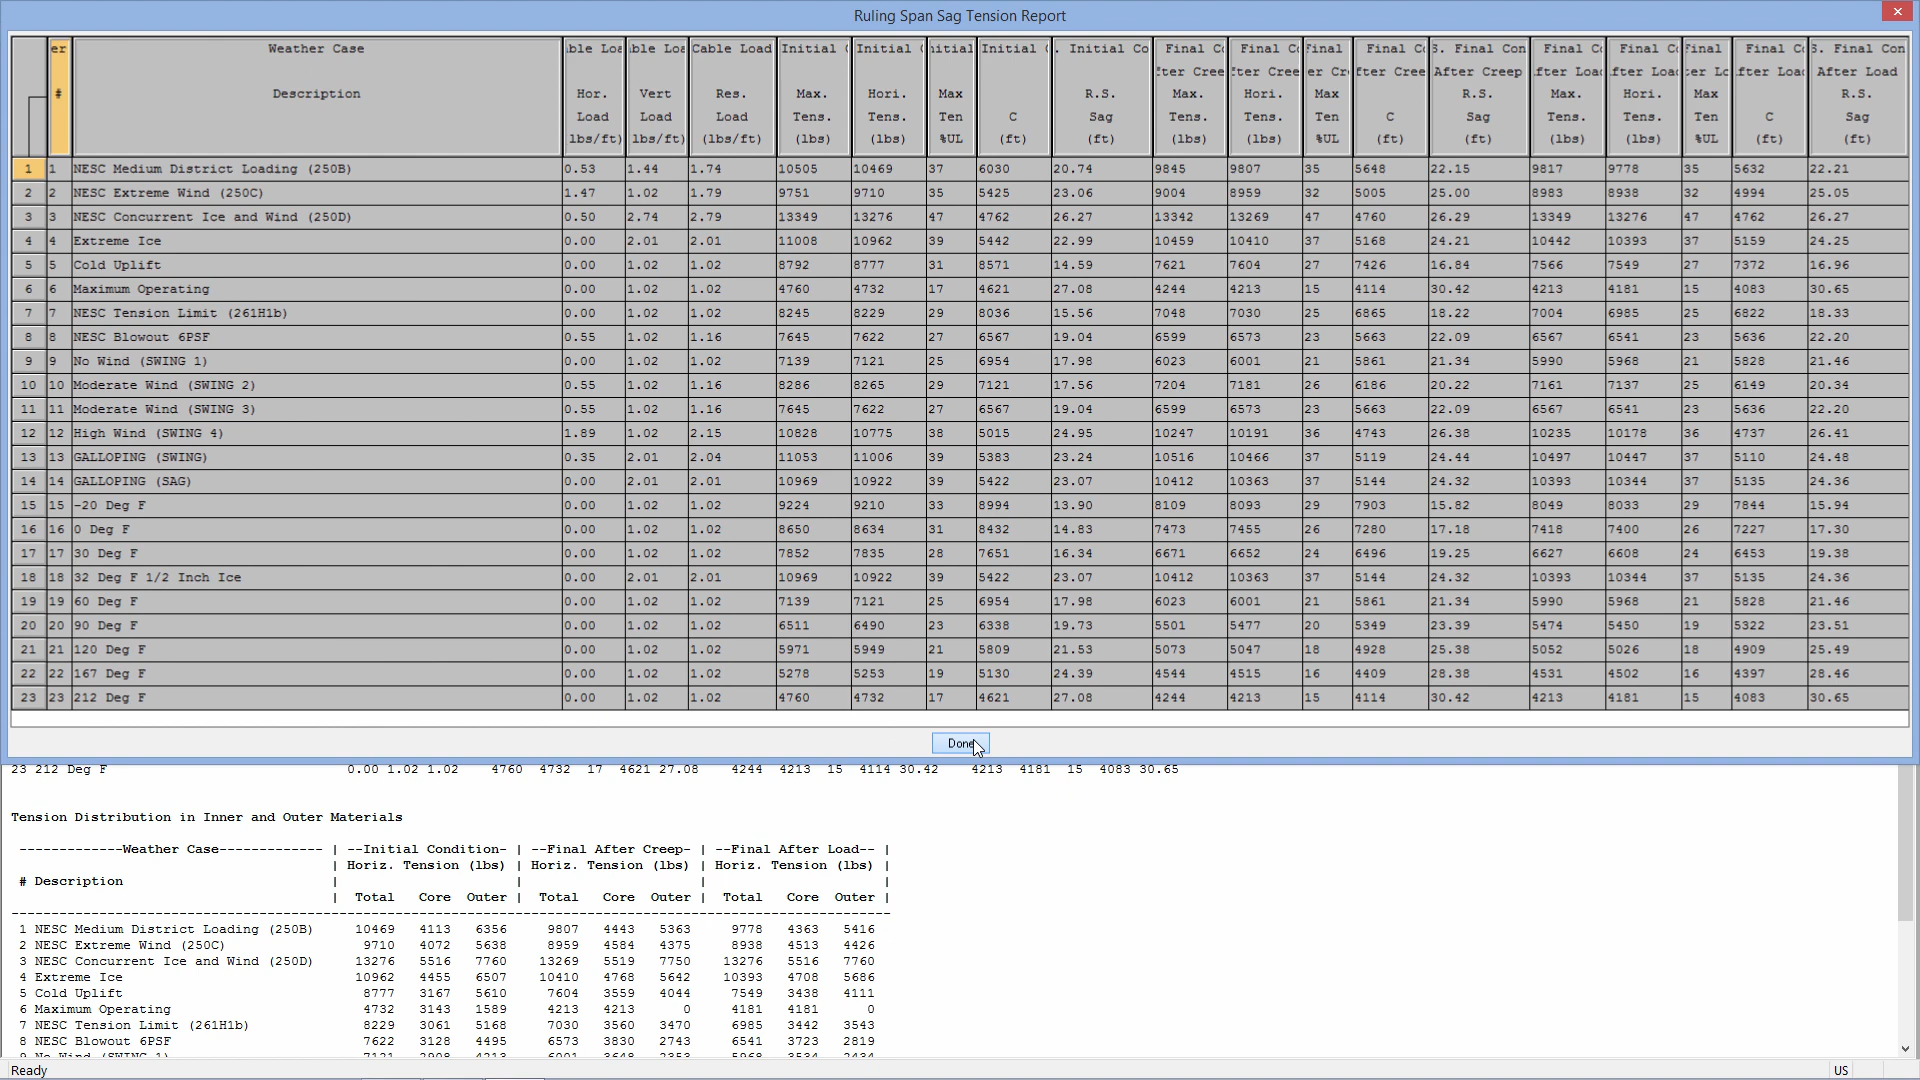 Ruling Span Sag Tension Report
er Weather Case ble Loa ble Loa Cable Load Initial C Initial C nitial Initial C . Initial Co Final Co Final Co Final Final Co S. Final Con Final Co Final Co Final Final Co S. Final Con
fter Cree fter Cree er Cr fter Cree After Creep fter Loa fter Loa er Lo fter Loa After Load
# Description Hor. Vert Res. Max. Hori. Max R.S. Max. Hori. Max R.S. Max. Hori. Max R.S.
Load Load Load Tens. Tens. Ten C Sag Tens. Tens. Ten C Sag Tens. Tens. Ten C Sag
lbs/ft) lbs/ft) (lbs/ft) (lbs) (lbs) %UL (ft) (ft) (lbs) (lbs) %UL (ft) (ft) (lbs) (lbs) %UL (ft) (ft)
1 1 NESC Medium District Loading (250B) 0.53 1.44 1.74 10505 10469 37 6030 20.74 9845 9807 35 5648 22.15 9817 9778 35 5632 22.21
2 2 NESC Extreme Wind (250C) 1.47 1.02 1.79 9751 9710 35 5425 23.06 9004 8959 32 5005 25.00 8983 8938 32 4994 25.05
3 3 NESC Concurrent Ice and Wind (250D) 0.50 2.74 2.79 13349 13276 47 4762 26.27 13342 13269 47 4760 26.29 13349 13276 47 4762 26.27
4 4 Extreme Ice 0.00 2.01 2.01 11008 10962 39 5442 22.99 10459 10410 37 5168 24.21 10442 10393 37 5159 24.25
5 5 Cold Uplift 0.00 1.02 1.02 8792 8777 31 8571 14.59 7621 7604 27 7426 16.84 7566 7549 27 7372 16.96
6 6 Maximum Operating 0.00 1.02 1.02 4760 4732 17 4621 27.08 4244 4213 15 4114 30.42 4213 4181 15 4083 30.65
7 7 NESC Tension Limit (261H1b) 0.00 1.02 1.02 8245 8229 29 8036 15.56 7048 7030 25 6865 18.22 7004 6985 25 6822 18.33
8 8 NESC Blowout 6PSF 0.55 1.02 1.16 7645 7622 27 6567 19.04 6599 6573 23 5663 22.09 6567 6541 23 5636 22.20
9 9 No Wind (SWING 1) 0.00 1.02 1.02 7139 7121 25 6954 17.98 6023 6001 21 5861 21.34 5990 5968 21 5828 21.46
10 10 Moderate Wind (SWING 2) 0.55 1.02 1.16 8286 8265 29 7121 17.56 7204 7181 26 6186 20.22 7161 7137 25 6149 20.34
11 11 Moderate Wind (SWING 3) 0.55 1.02 1.16 7645 7622 27 6567 19.04 6599 6573 23 5663 22.09 6567 6541 23 5636 22.20
12 12 High Wind (SWING 4) 1.89 1.02 2.15 10828 10775 38 5015 24.95 10247 10191 36 4743 26.38 10235 10178 36 4737 26.41
13 13 GALLOPING (SWING) 0.35 2.01 2.04 11053 11006 39 5383 23.24 10516 10466 37 5119 24.44 10497 10447 37 5110 24.48
14 14 GALLOPING (SAG) 0.00 2.01 2.01 10969 10922 39 5422 23.07 10412 10363 37 5144 24.32 10393 10344 37 5135 24.36
15 15 -20 Deg F 0.00 1.02 1.02 9224 9210 33 8994 13.90 8109 8093 29 7903 15.82 8049 8033 29 7844 15.94
16 16 0 Deg F 0.00 1.02 1.02 8650 8634 31 8432 14.83 7473 7455 26 7280 17.18 7418 7400 26 7227 17.30
17 17 30 Deg F 0.00 1.02 1.02 7852 7835 28 7651 16.34 6671 6652 24 6496 19.25 6627 6608 24 6453 19.38
18 18 32 Deg F 1/2 Inch Ice 0.00 2.01 2.01 10969 10922 39 5422 23.07 10412 10363 37 5144 24.32 10393 10344 37 5135 24.36
19 19 60 Deg F 0.00 1.02 1.02 7139 7121 25 6954 17.98 6023 6001 21 5861 21.34 5990 5968 21 5828 21.46
20 20 90 Deg F 0.00 1.02 1.02 6511 6490 23 6338 19.73 5501 5477 20 5349 23.39 5474 5450 19 5322 23.51
21 21 120 Deg F 0.00 1.02 1.02 5971 5949 21 5809 21.53 5073 5047 18 4928 25.38 5052 5026 18 4909 25.49
22 22 167 Deg F 0.00 1.02 1.02 5278 5253 19 5130 24.39 4544 4515 16 4409 28.38 4531 4502 16 4397 28.46
23 23 212 Deg F 0.00 1.02 1.02 4760 4732 17 4621 27.08 4244 4213 15 4114 30.42 4213 4181 15 4083 30.65
Done
23 212 Deg F 0.00 1.02 1.02 4760 4732 17 4621 27.08 4244 4213 15 4114 30.42 4213 4181 15 4083 30.65
Tension Distribution in Inner and Outer Materials
-------------Weather Case------------- | --Initial Condition- | --Final After Creep- | --Final After Load-- |
| Horiz. Tension (lbs) | Horiz. Tension (lbs) | Horiz. Tension (lbs) |
# Description | | | |
| Total Core Outer | Total Core Outer | Total Core Outer |
1 NESC Medium District Loading (250B) 10469 4113 6356 9807 4443 5363 9778 4363 5416
2 NESC Extreme Wind (250C) 9710 4072 5638 8959 4584 4375 8938 4513 4426
3 NESC Concurrent Ice and Wind (250D) 13276 5516 7760 13269 5519 7750 13276 5516 7760
4 Extreme Ice 10962 4455 6507 10410 4768 5642 10393 4708 5686
5 Cold Uplift 8777 3167 5610 7604 3559 4044 7549 3438 4111
6 Maximum Operating 4732 3143 1589 4213 4213 0 4181 4181 0
7 NESC Tension Limit (261H1b) 8229 3061 5168 7030 3560 3470 6985 3442 3543
8 NESC Blowout 6PSF 7622 3128 4495 6573 3830 2743 6541 3723 2819
9 No Wind (SWING 1) 7121 2908 4213 6001 3648 2353 5968 3534 2434
Ready US